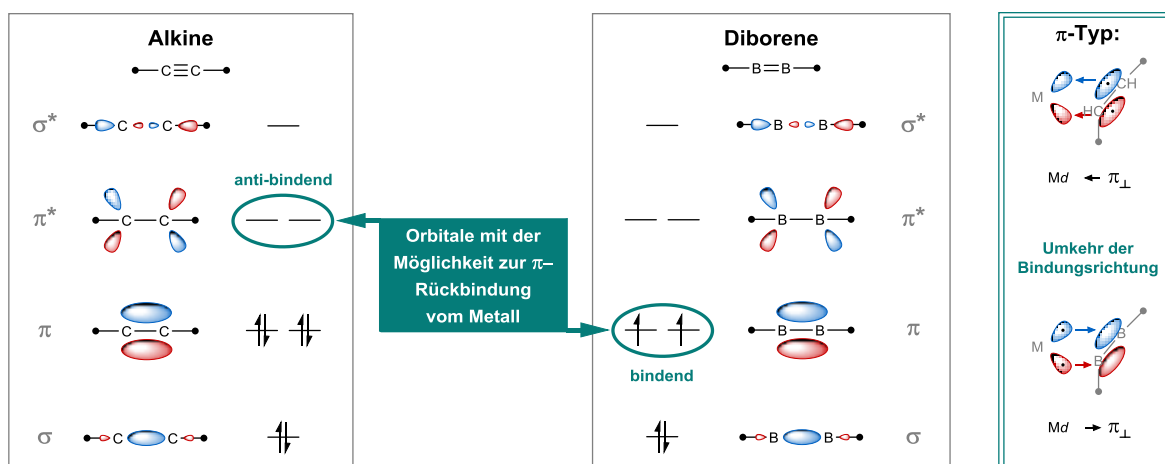 Alkine
C≡C
σ* C C
anti-bindend
π* C C
π C C
σ C C
Orbitale mit der
Möglichkeit zur π–
Rückbindung
vom Metall
Diborene
B=B
B B σ*
B B π*
B B π
bindend
B B σ
π-Typ:
CH
M
HC
Md ← π⊥
Umkehr der
Bindungsrichtung
B
M
B
Md → π⊥